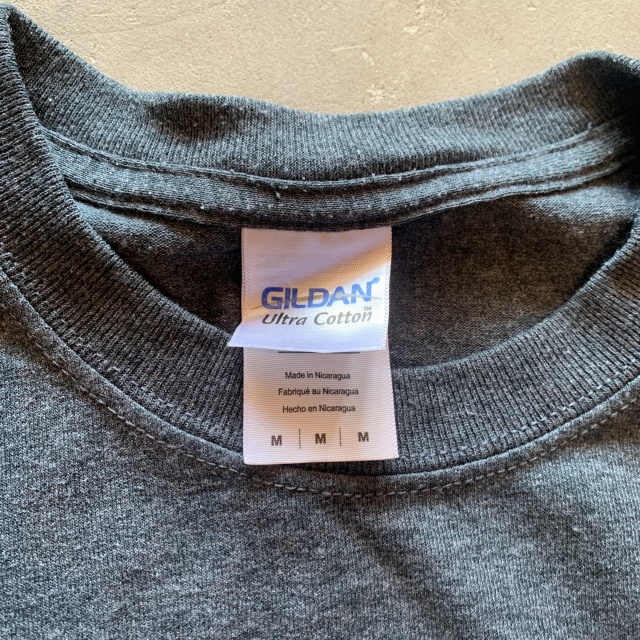 GILDAN®
Ultra Cotton™
Made in Nicaragua
Fabriqué au Nicaragua
Hecho en Nicaragua
M | M | M